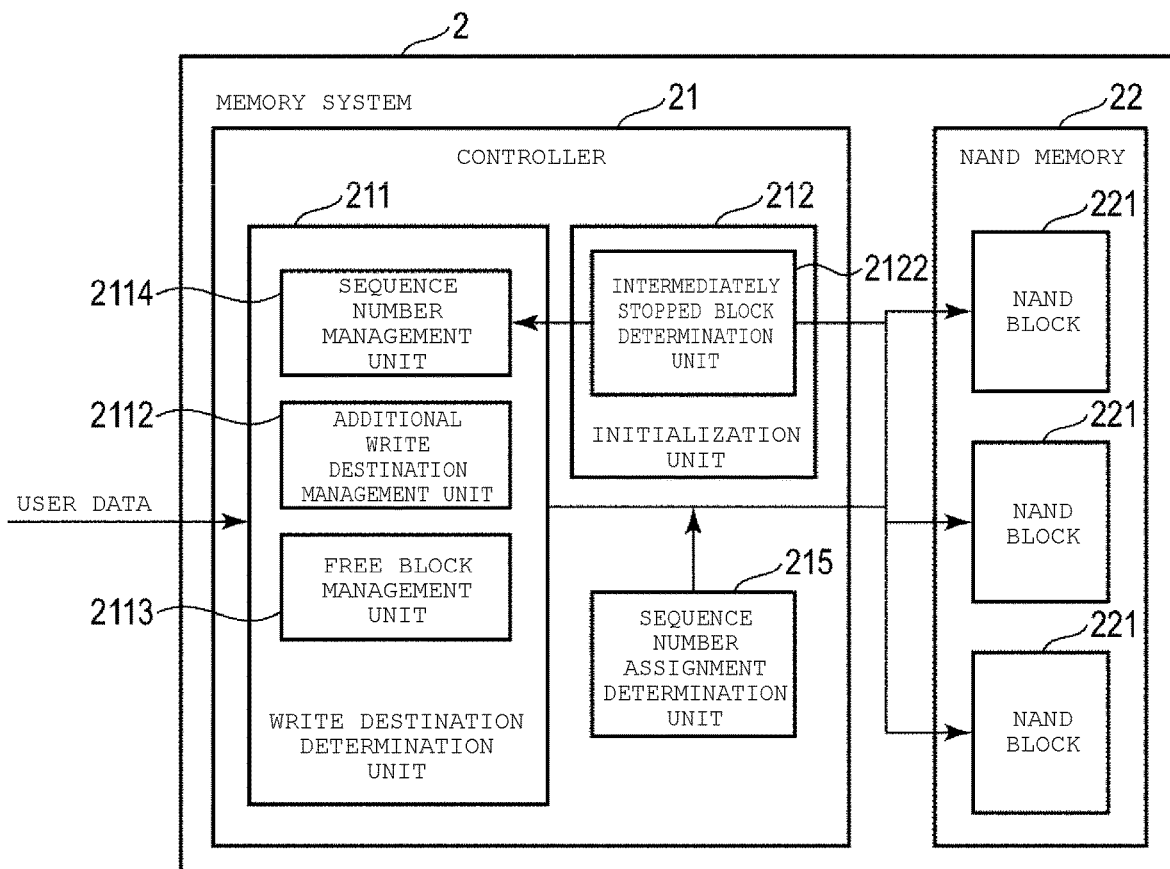 2
MEMORY SYSTEM
21
22
CONTROLLER
NAND MEMORY
211
212
221
2114
SEQUENCE
NUMBER
MANAGEMENT
UNIT
INTERMEDIATELY
STOPPED BLOCK
DETERMINATION
UNIT
2122
NAND
BLOCK
2112
ADDITIONAL
WRITE
DESTINATION
MANAGEMENT UNIT
INITIALIZATION
UNIT
221
NAND
BLOCK
USER DATA
2113
FREE BLOCK
MANAGEMENT
UNIT
215
SEQUENCE
NUMBER
ASSIGNMENT
DETERMINATION
UNIT
221
NAND
BLOCK
WRITE DESTINATION
DETERMINATION
UNIT